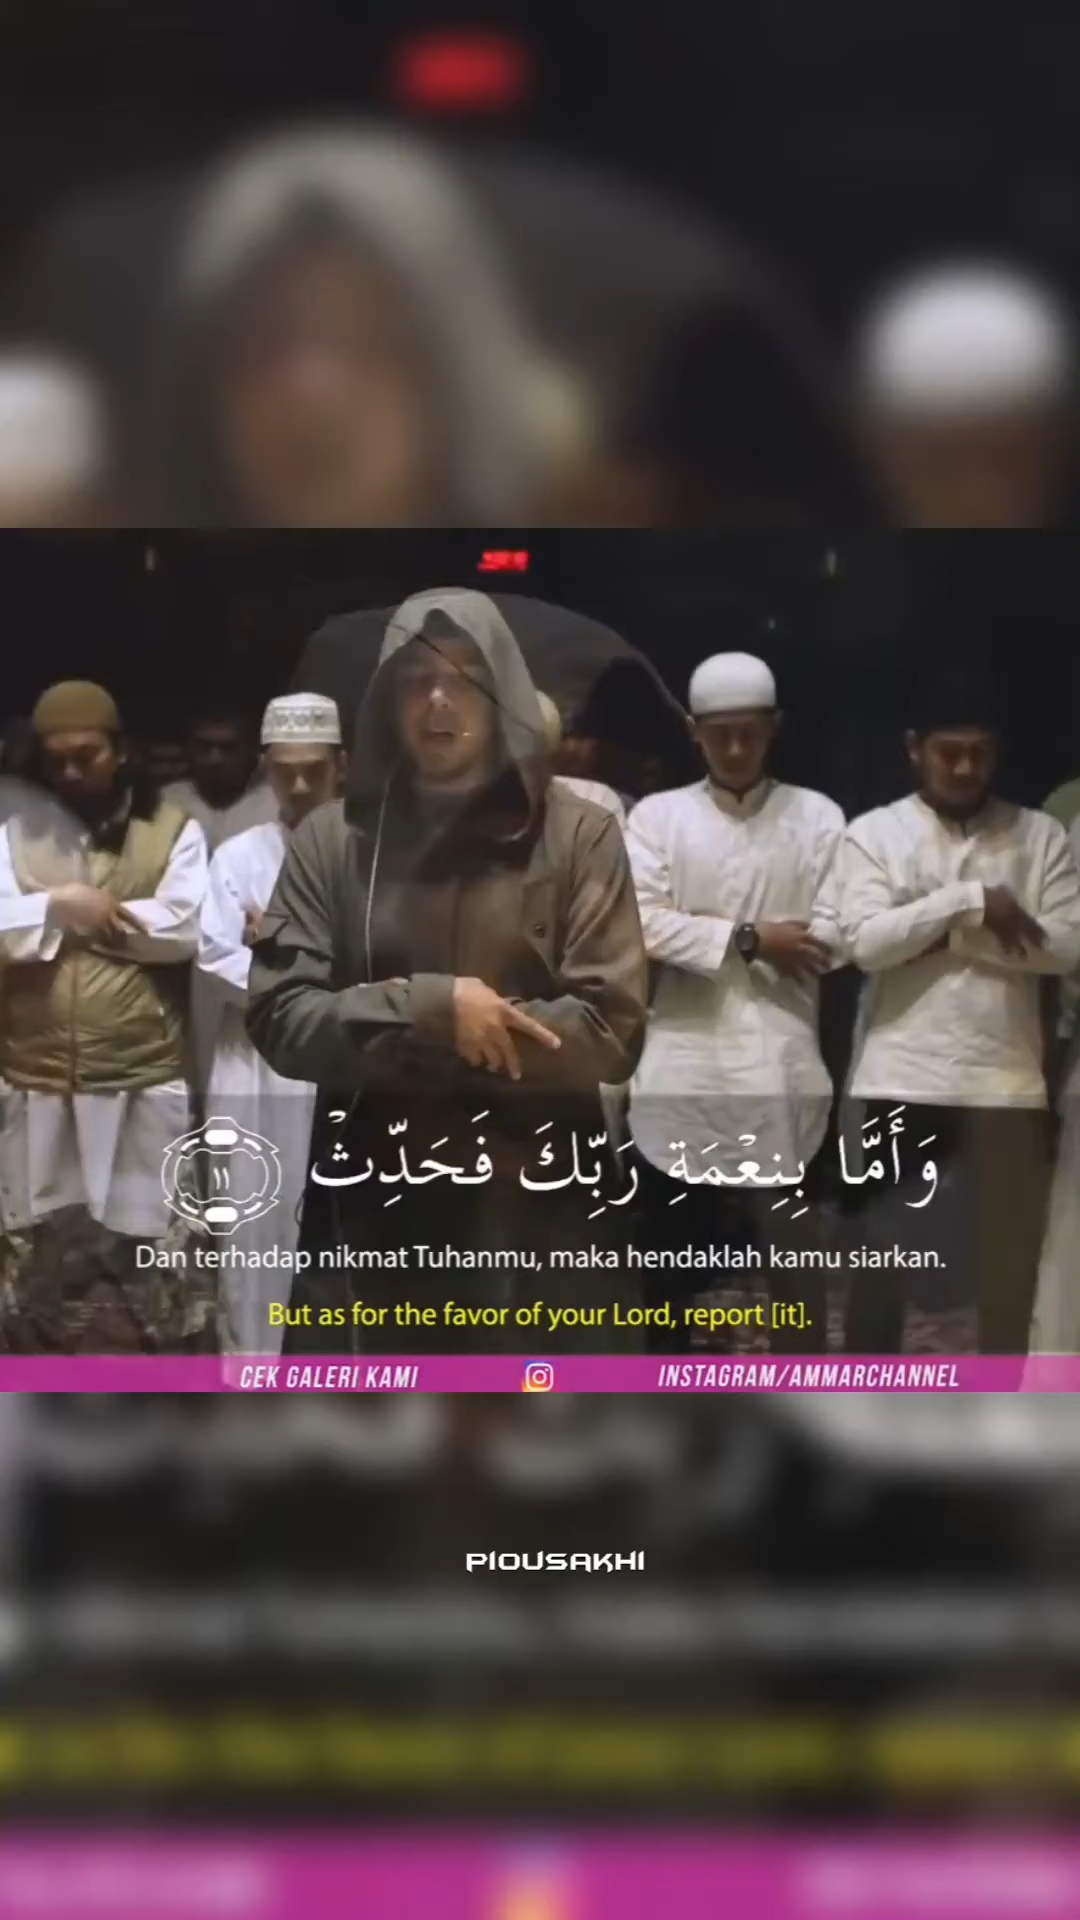 وَأَمَّا بِنِعْمَةِ رَبِّكَ فَحَدِّثْ ١١
Dan terhadap nikmat Tuhanmu, maka hendaklah kamu siarkan.
But as for the favor of your Lord, report [it].
CEK GALERI KAMI INSTAGRAM/AMMARCHANNEL
PIOUSAKHI